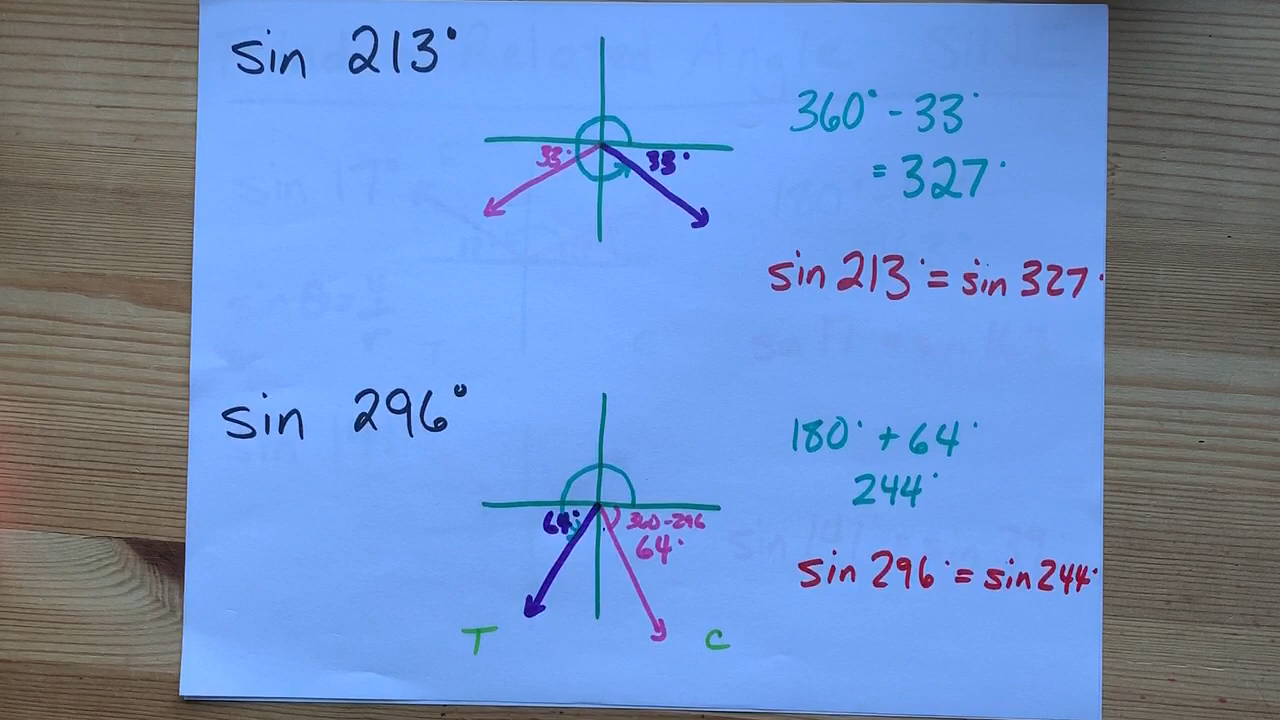 sin 213°
360° - 33°
33° 33°
= 327°
sin 213° = sin 327°
sin 296°
180° + 64°
244°
64° 360-296
64°
sin 296° = sin 244°
T C